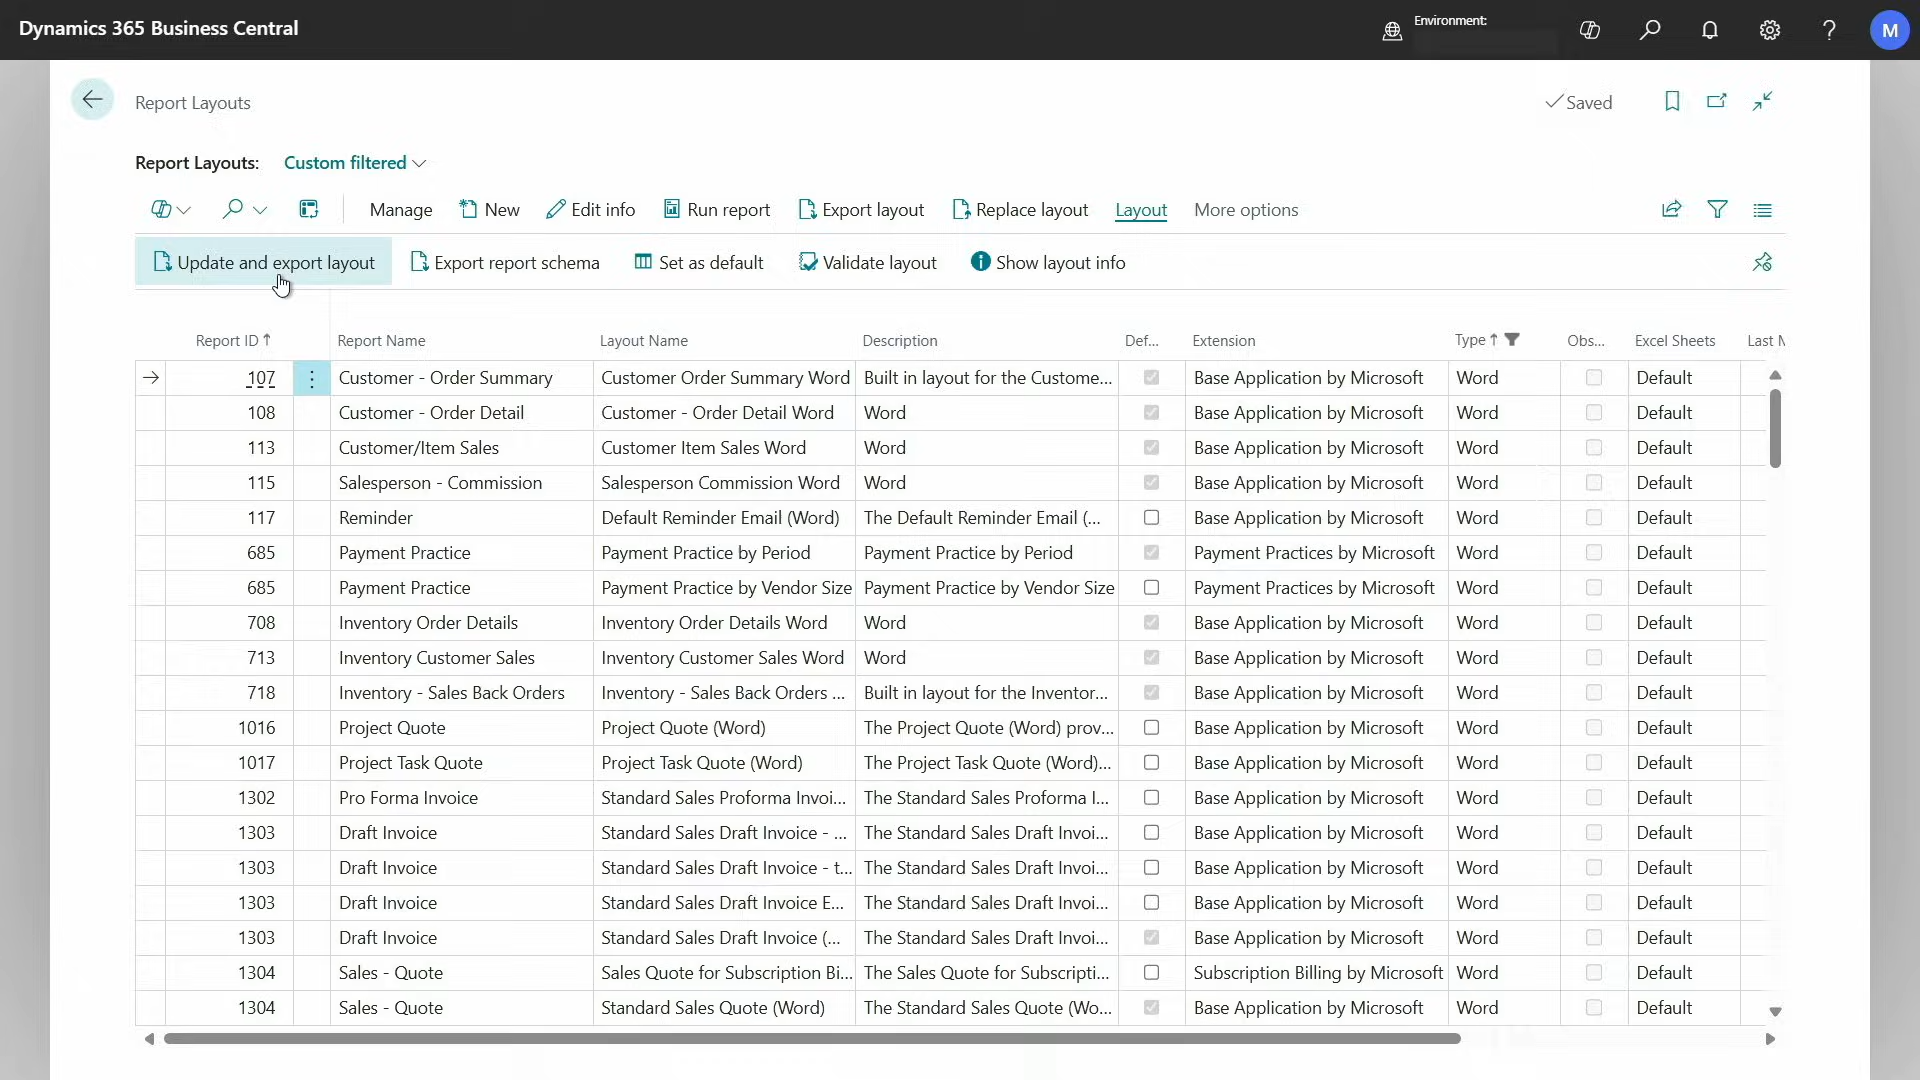 Dynamics 365 Business Central
Environment:
M
Report Layouts
Saved
Report Layouts: Custom filtered
Manage New Edit info Run report Export layout Replace layout Layout More options
Update and export layout Export report schema Set as default Validate layout Show layout info
Report ID↑ Report Name Layout Name Description Def... Extension Type↑ Obs... Excel Sheets Last
107 Customer - Order Summary Customer Order Summary Word Built in layout for the Custome... Base Application by Microsoft Word Default
108 Customer - Order Detail Customer - Order Detail Word Word Base Application by Microsoft Word Default
113 Customer/Item Sales Customer Item Sales Word Word Base Application by Microsoft Word Default
115 Salesperson - Commission Salesperson Commission Word Word Base Application by Microsoft Word Default
117 Reminder Default Reminder Email (Word) The Default Reminder Email (... Base Application by Microsoft Word Default
685 Payment Practice Payment Practice by Period Payment Practice by Period Payment Practices by Microsoft Word Default
685 Payment Practice Payment Practice by Vendor Size Payment Practice by Vendor Size Payment Practices by Microsoft Word Default
708 Inventory Order Details Inventory Order Details Word Word Base Application by Microsoft Word Default
713 Inventory Customer Sales Inventory Customer Sales Word Word Base Application by Microsoft Word Default
718 Inventory - Sales Back Orders Inventory - Sales Back Orders ... Built in layout for the Inventor... Base Application by Microsoft Word Default
1016 Project Quote Project Quote (Word) The Project Quote (Word) prov... Base Application by Microsoft Word Default
1017 Project Task Quote Project Task Quote (Word) The Project Task Quote (Word)... Base Application by Microsoft Word Default
1302 Pro Forma Invoice Standard Sales Proforma Invoi... The Standard Sales Proforma I... Base Application by Microsoft Word Default
1303 Draft Invoice Standard Sales Draft Invoice - ... The Standard Sales Draft Invoi... Base Application by Microsoft Word Default
1303 Draft Invoice Standard Sales Draft Invoice - t... The Standard Sales Draft Invoi... Base Application by Microsoft Word Default
1303 Draft Invoice Standard Sales Draft Invoice E... The Standard Sales Draft Invoi... Base Application by Microsoft Word Default
1303 Draft Invoice Standard Sales Draft Invoice (... The Standard Sales Draft Invoi... Base Application by Microsoft Word Default
1304 Sales - Quote Sales Quote for Subscription Bi... The Sales Quote for Subscripti... Subscription Billing by Microsoft Word Default
1304 Sales - Quote Standard Sales Quote (Word) The Standard Sales Quote (Wo... Base Application by Microsoft Word Default